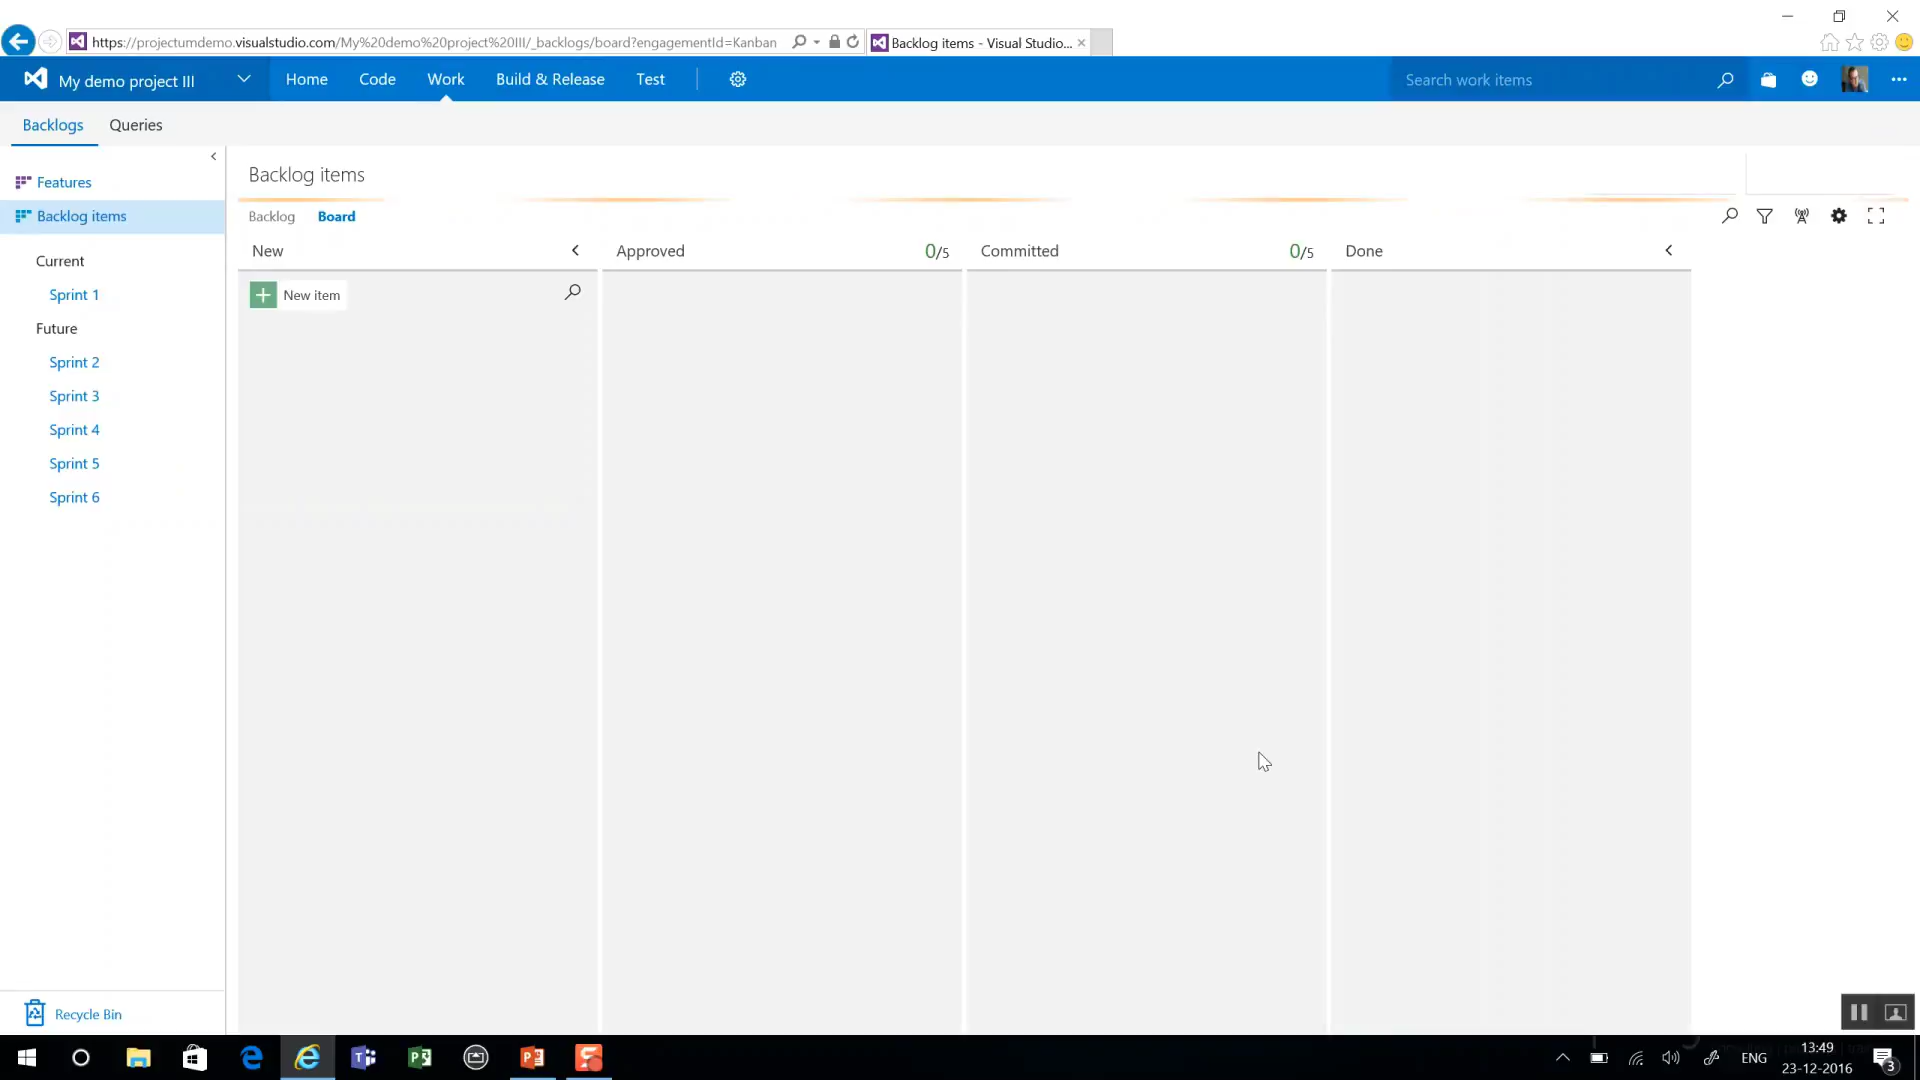 https://projectumdemo.visualstudio.com/My%20demo%20project%20III/_backlogs/board?engagementId=Kanban
Backlog items - Visual Studio...
My demo project III
Home
Code
Work
Build & Release
Test
Search work items
Backlogs
Queries
Features
Backlog items
Current
Sprint 1
Future
Sprint 2
Sprint 3
Sprint 4
Sprint 5
Sprint 6
Recycle Bin
Backlog items
Backlog
Board
New
Approved
0/5
Committed
0/5
Done
New item
ENG
13:49
23-12-2016
3